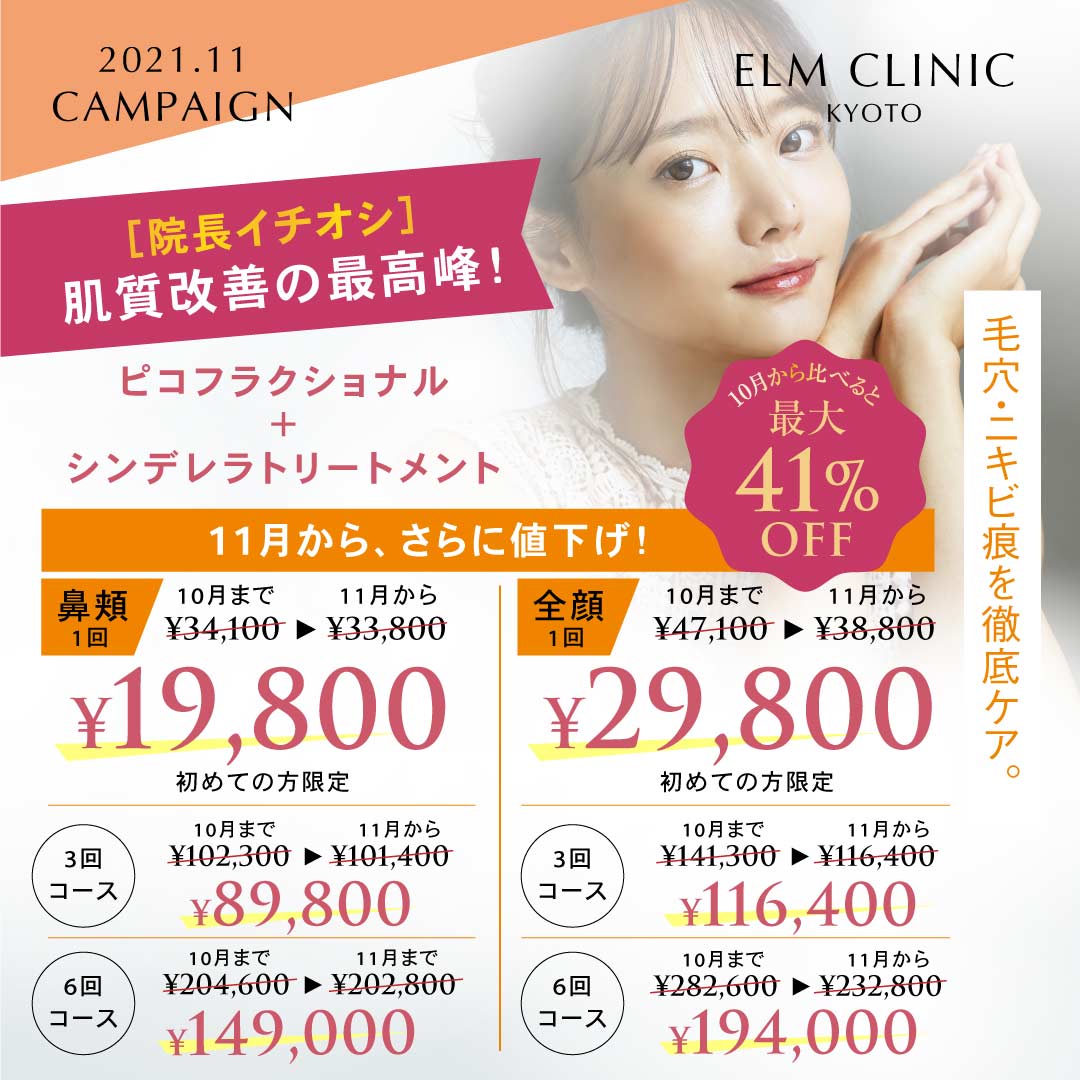 2021.11
CAMPAIGN
ELM CLINIC
KYOTO
[院長イチオシ]
肌質改善の最高峰!
ピコフラクショナル
+
シンデレラトリートメント
10月から比べると
最大
41%
OFF
毛穴・ニキビ痕を徹底ケア。
11月から、さらに値下げ!
鼻頬
1回
10月まで 11月から
¥34,100 ▶ ¥33,800
¥19,800
初めての方限定
3回
コース
10月まで 11月から
¥102,300 ▶ ¥101,400
¥89,800
6回
コース
10月まで 11月まで
¥204,600 ▶ ¥202,800
¥149,000
全顔
1回
10月まで 11月から
¥47,100 ▶ ¥38,800
¥29,800
初めての方限定
3回
コース
10月まで 11月から
¥141,300 ▶ ¥116,400
¥116,400
6回
コース
10月まで 11月から
¥282,600 ▶ ¥232,800
¥194,000